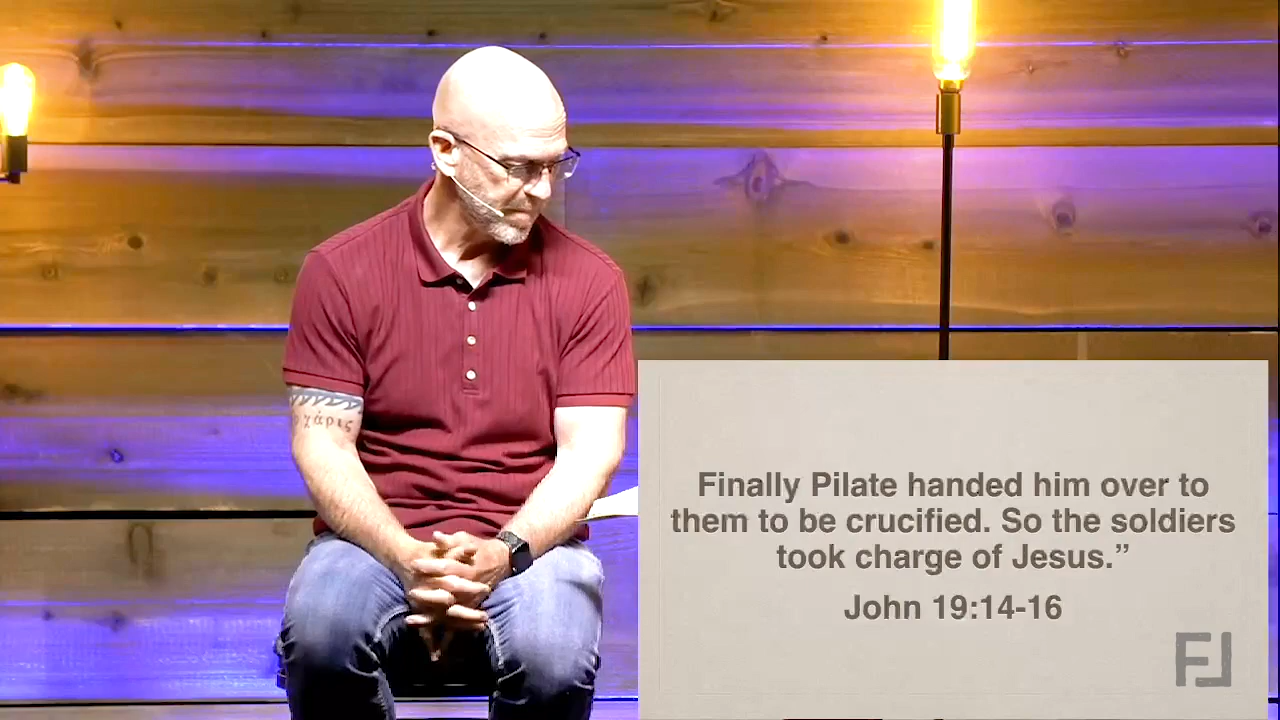 χάρις
Finally Pilate handed him over to
them to be crucified. So the soldiers
took charge of Jesus.”
John 19:14-16
FJ